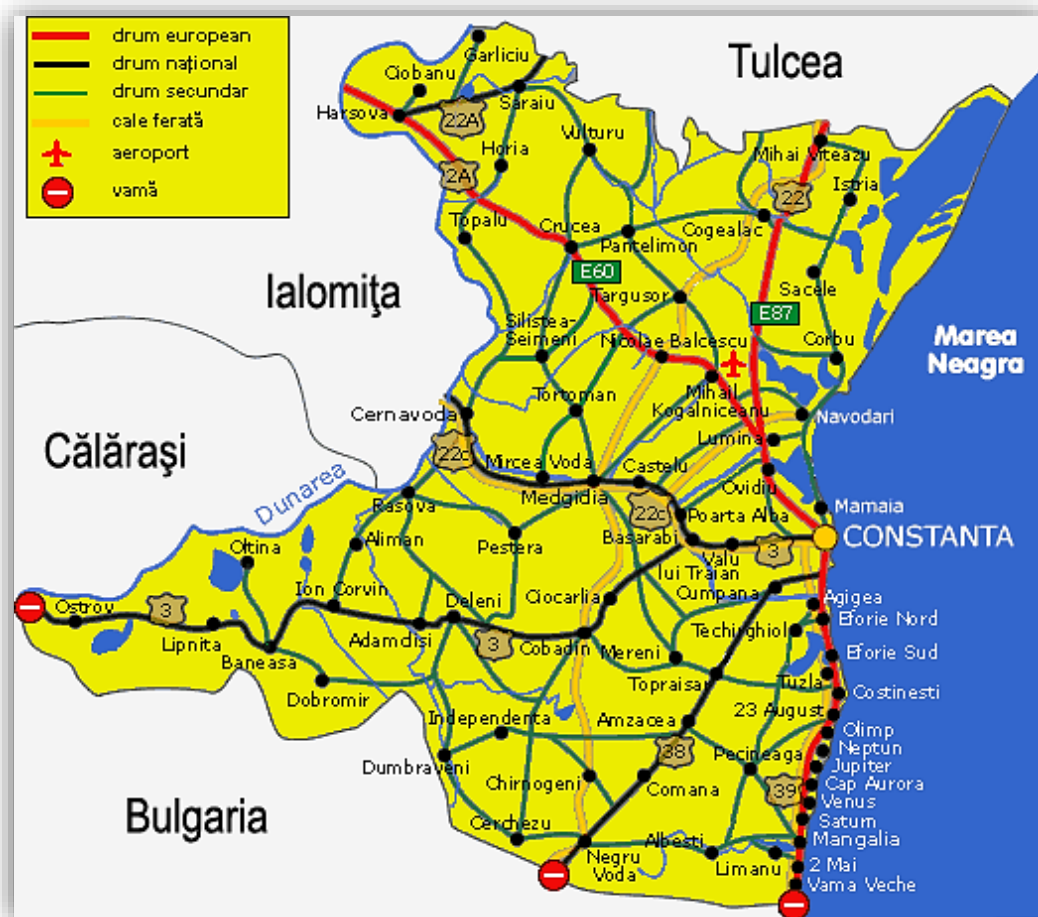 drum european
drum național
drum secundar
cale ferată
aeroport
vamă
Tulcea
Ialomiţa
Călăraşi
Bulgaria
Marea
Neagra
Dunarea
Garliciu
Ciobanu
Harsova
Saraiu
22A
Vulturu
Horia
2A
Mihai Viteazu
Istria
22
Topalu
Crucea
Pantelimon
Cogealac
E60
Targusor
Sacele
E87
Silistea-
Seimeni
Nicolae Balcescu
Corbu
Mihail
Kogalniceanu
Tortoman
Cernavoda
Navodari
Lumina
22c
Mircea Voda
Castelu
Medgidia
Ovidiu
Rasova
22c
Poarta Alba
Mamaia
Basarabi
CONSTANTA
Valu
lui Traian
3
Pestera
Aliman
Oltina
Ion Corvin
Cumpana
Agigea
Ostrov
3
Lipnita
Baneasa
Adamclisi
Deleni
3
Ciocarlia
Cobadin
Mereni
Techirghiol
Eforie Nord
Eforie Sud
Dobromir
Topraisar
Tuzla
Costinesti
23 August
Independenta
Amzacea
Olimp
Neptun
Jupiter
Cap Aurora
Venus
Saturn
Mangalia
2 Mai
Vama Veche
Dumbraveni
38
Pecineaga
39
Chirnogeni
Comana
Cerchezu
Negru
Voda
Albesti
Limanu